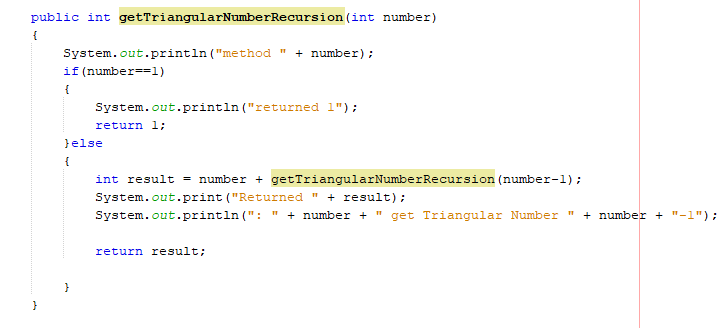 public int getTriangularNumberRecursion(int number)
{
System.out.println("method " + number);
if(number==1)
{
System.out.println("returned 1");
return 1;
}else
{
int result = number + getTriangularNumberRecursion(number-1);
System.out.print("Returned " + result);
System.out.println(": " + number + " get Triangular Number " + number + "-1");
return result;
}
}